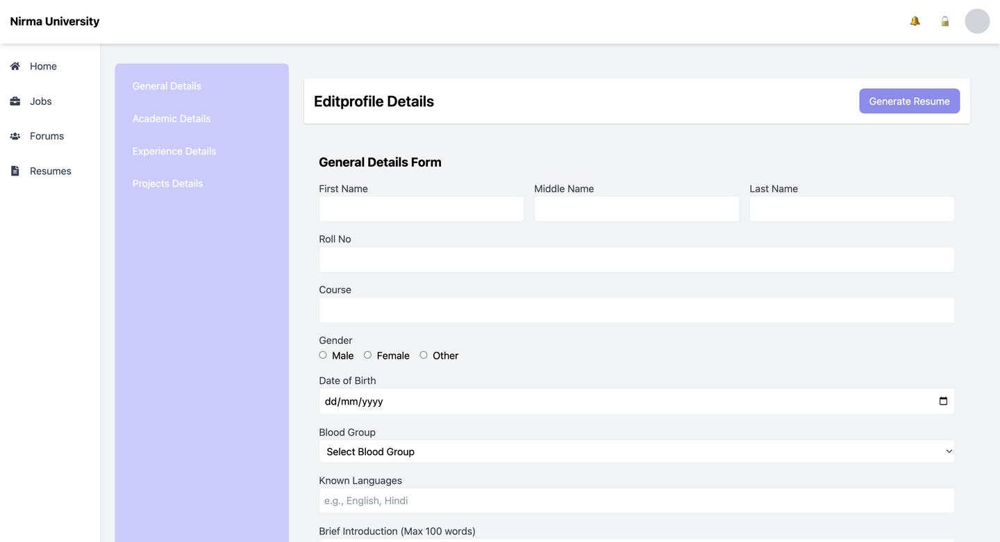 Nirma University
Home
Jobs
Forums
Resumes
General Details
Academic Details
Experience Details
Projects Details
Editprofile Details
Generate Resume
General Details Form
First Name Middle Name Last Name
Roll No
Course
Gender
Male Female Other
Date of Birth
dd/mm/yyyy
Blood Group
Select Blood Group
Known Languages
e.g., English, Hindi
Brief Introduction (Max 100 words)